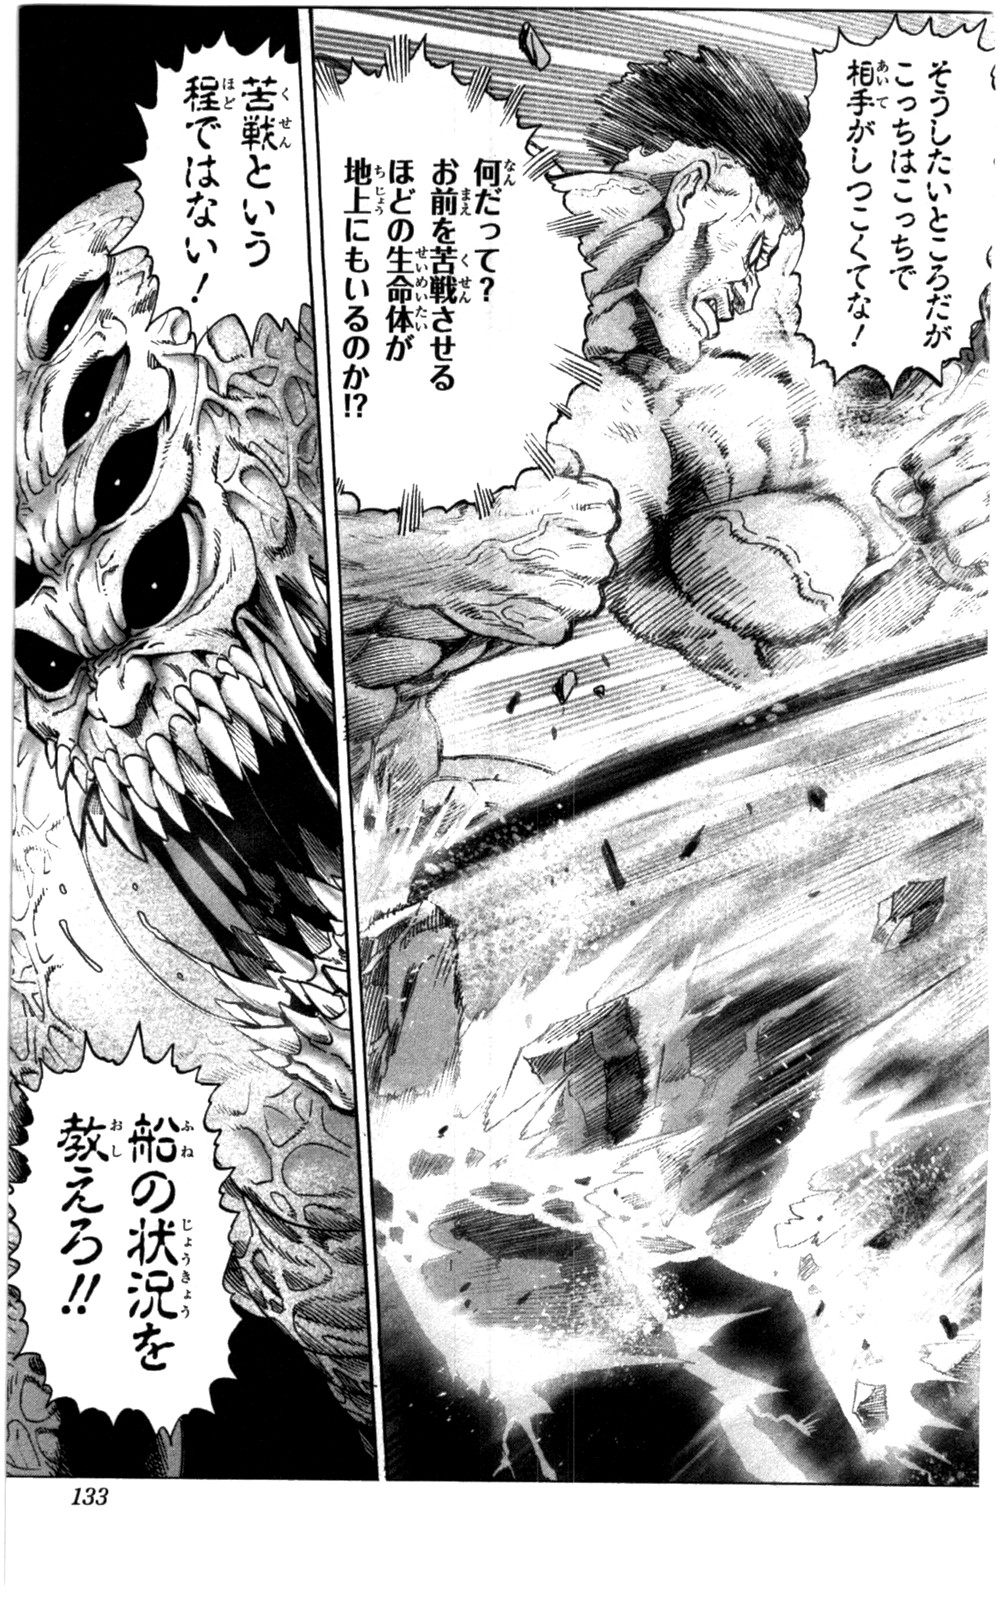 そうしたいところだが
こっちはこっちで
相手がしつこくてな！
何だって？
お前を苦戦させる
ほどの生命体が
地上にもいるのか！？
苦戦という
程ではない！
船の状況を
教えろ！！
133